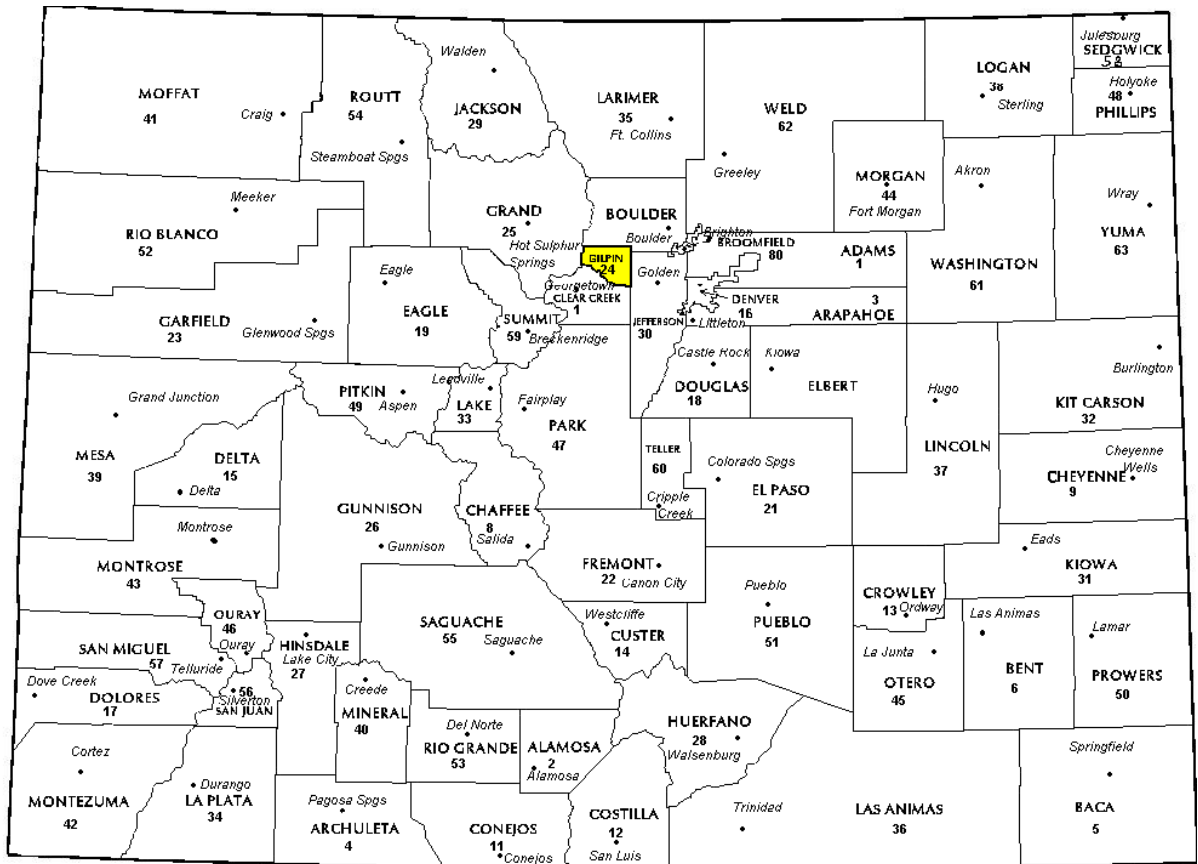 Julesburg
SEDGWICK
58
Walden
LOGAN
38
Sterling
Holyoke
48
PHILLIPS
MOFFAT
41
Craig
ROUTT
54
Steamboat Spgs
JACKSON
29
LARIMER
35
Ft. Collins
WELD
62
Greeley
MORGAN
44
Fort Morgan
Akron
Wray
YUMA
63
Meeker
RIO BLANCO
52
GRAND
25
Hot Sulphur
Springs
BOULDER
Boulder
Brighton
BROOMFIELD
80
ADAMS
1
WASHINGTON
61
GILPIN
24
Golden
Georgetown
CLEAR CREEK
1
DENVER
16
3
ARAPAHOE
Littleton
JEFFERSON
30
Eagle
EAGLE
19
SUMMIT
59
Breckenridge
GARFIELD
23
Glenwood Spgs
Castle Rock
DOUGLAS
18
Kiowa
ELBERT
Hugo
LINCOLN
37
Burlington
KIT CARSON
32
Grand Junction
MESA
39
PITKIN
49
Aspen
Leedville
LAKE
33
Fairplay
PARK
47
DELTA
15
Delta
TELLER
60
Cripple
Creek
Colorado Spgs
EL PASO
21
Cheyenne
Wells
CHEYENNE
9
GUNNISON
26
Gunnison
CHAFFEE
8
Salida
Montrose
MONTROSE
43
FREMONT
22
Canon City
Eads
KIOWA
31
Pueblo
PUEBLO
51
CROWLEY
13
Ordway
OURAY
46
Ouray
SAGUACHE
55
Saguache
Westcliffe
CUSTER
14
Las Animas
BENT
6
Lamar
PROWERS
50
SAN MIGUEL
57
Telluride
HINSDALE
Lake City
27
La Junta
OTERO
45
Dove Creek
DOLORES
17
56
Silverton
SAN JUAN
Creede
MINERAL
40
Del Norte
RIO GRANDE
53
ALAMOSA
2
Alamosa
HUERFANO
28
Walsenburg
Cortez
MONTEZUMA
42
Durango
LA PLATA
34
Pagosa Spgs
ARCHULETA
4
CONEJOS
11
Conejos
COSTILLA
12
San Luis
Trinidad
LAS ANIMAS
36
Springfield
BACA
5